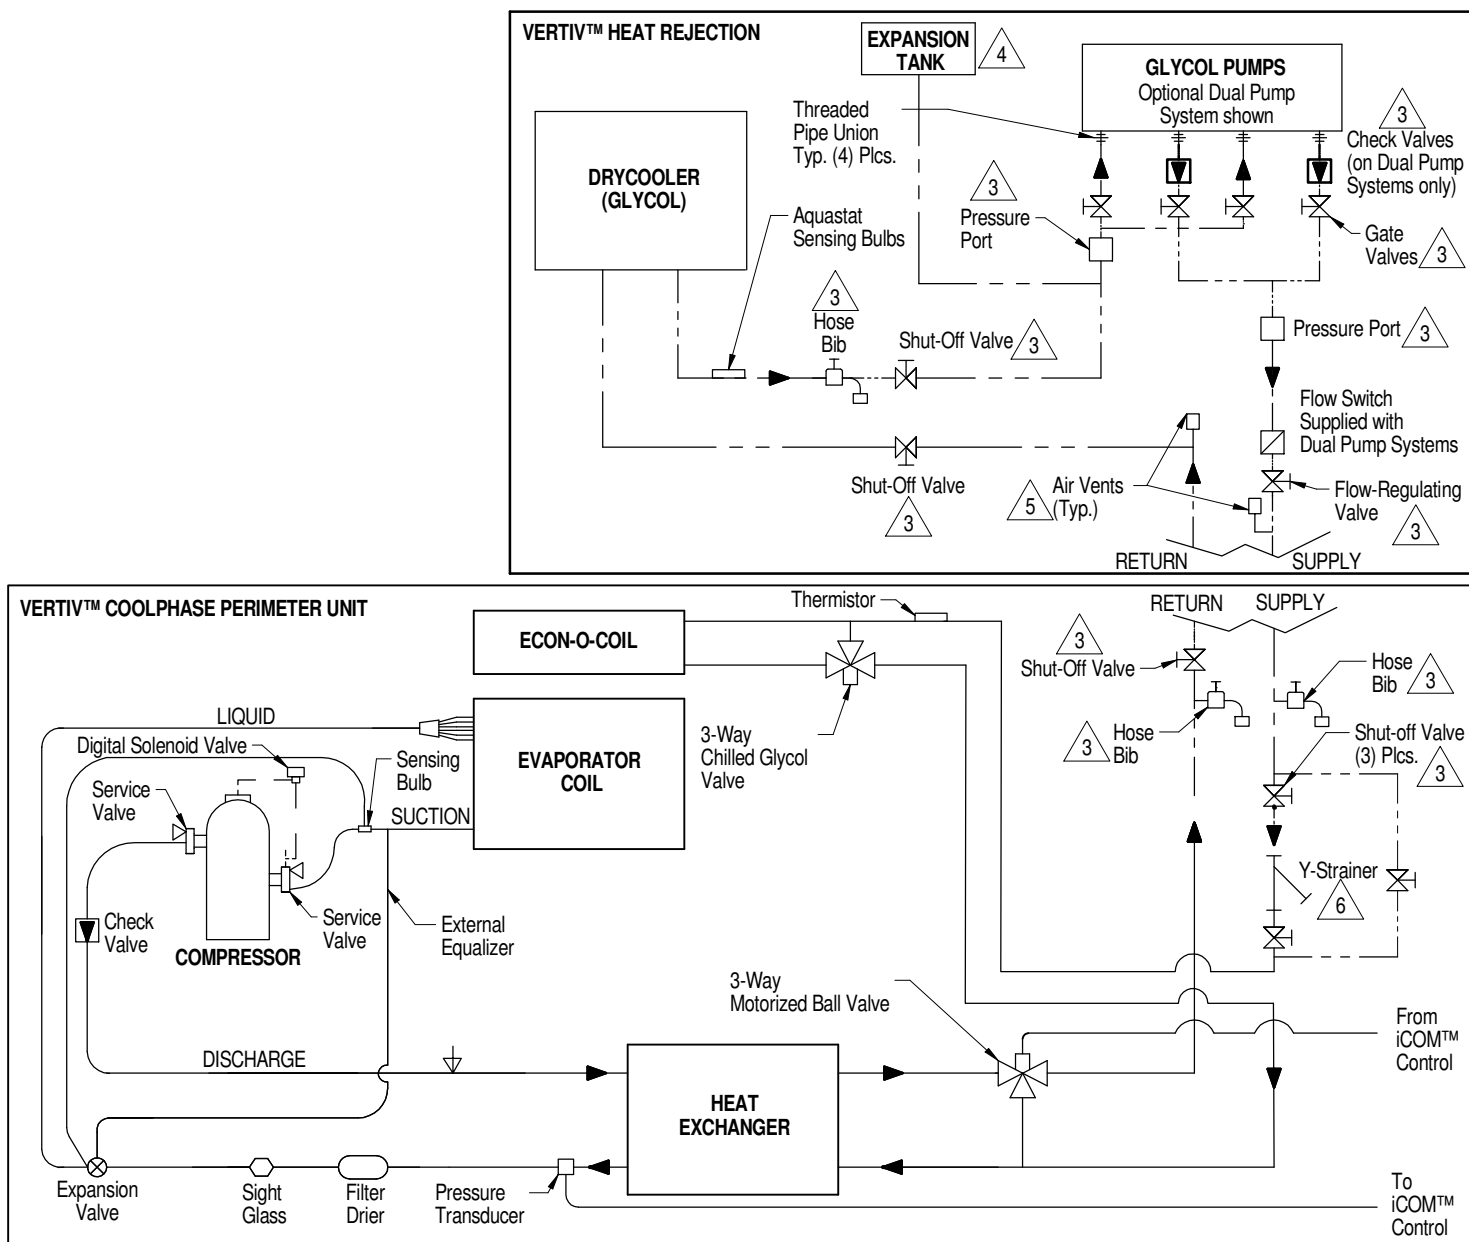 VERTIV™ HEAT REJECTION
EXPANSION
TANK
4
GLYCOL PUMPS
Optional Dual Pump
System shown
Threaded
Pipe Union
Typ. (4) Plcs.
3
Check Valves
(on Dual Pump
Systems only)
DRYCOOLER
(GLYCOL)
Aquastat
Sensing Bulbs
3
Pressure
Port
Gate
Valves
3
3
Hose
Bib
Shut-Off Valve
3
Pressure Port
3
Flow Switch
Supplied with
Dual Pump Systems
Shut-Off Valve
3
5
Air Vents
(Typ.)
Flow-Regulating
Valve
3
RETURN
SUPPLY
VERTIV™ COOLPHASE PERIMETER UNIT
Thermistor
RETURN
SUPPLY
ECON-O-COIL
3
Shut-Off Valve
Hose
Bib
3
LIQUID
Digital Solenoid Valve
Sensing
Bulb
EVAPORATOR
COIL
3-Way
Chilled Glycol
Valve
3
Hose
Bib
Shut-off Valve
(3) Plcs.
3
Service
Valve
SUCTION
Y-Strainer
6
Check
Valve
Service
Valve
External
Equalizer
COMPRESSOR
3-Way
Motorized Ball Valve
From
iCOM™
Control
DISCHARGE
HEAT
EXCHANGER
Expansion
Valve
Sight
Glass
Filter
Drier
Pressure
Transducer
To
iCOM™
Control